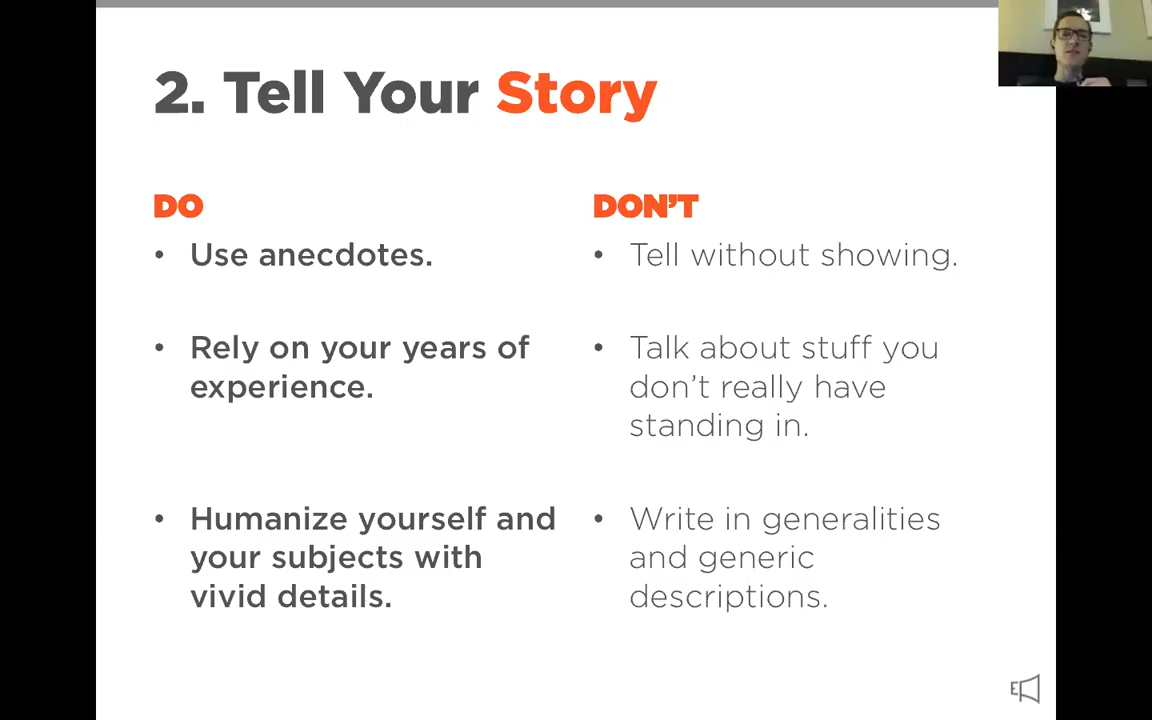 2. Tell Your Story
DO
• Use anecdotes.
• Rely on your years of
experience.
• Humanize yourself and
your subjects with
vivid details.
DON’T
• Tell without showing.
• Talk about stuff you
don’t really have
standing in.
• Write in generalities
and generic
descriptions.
E